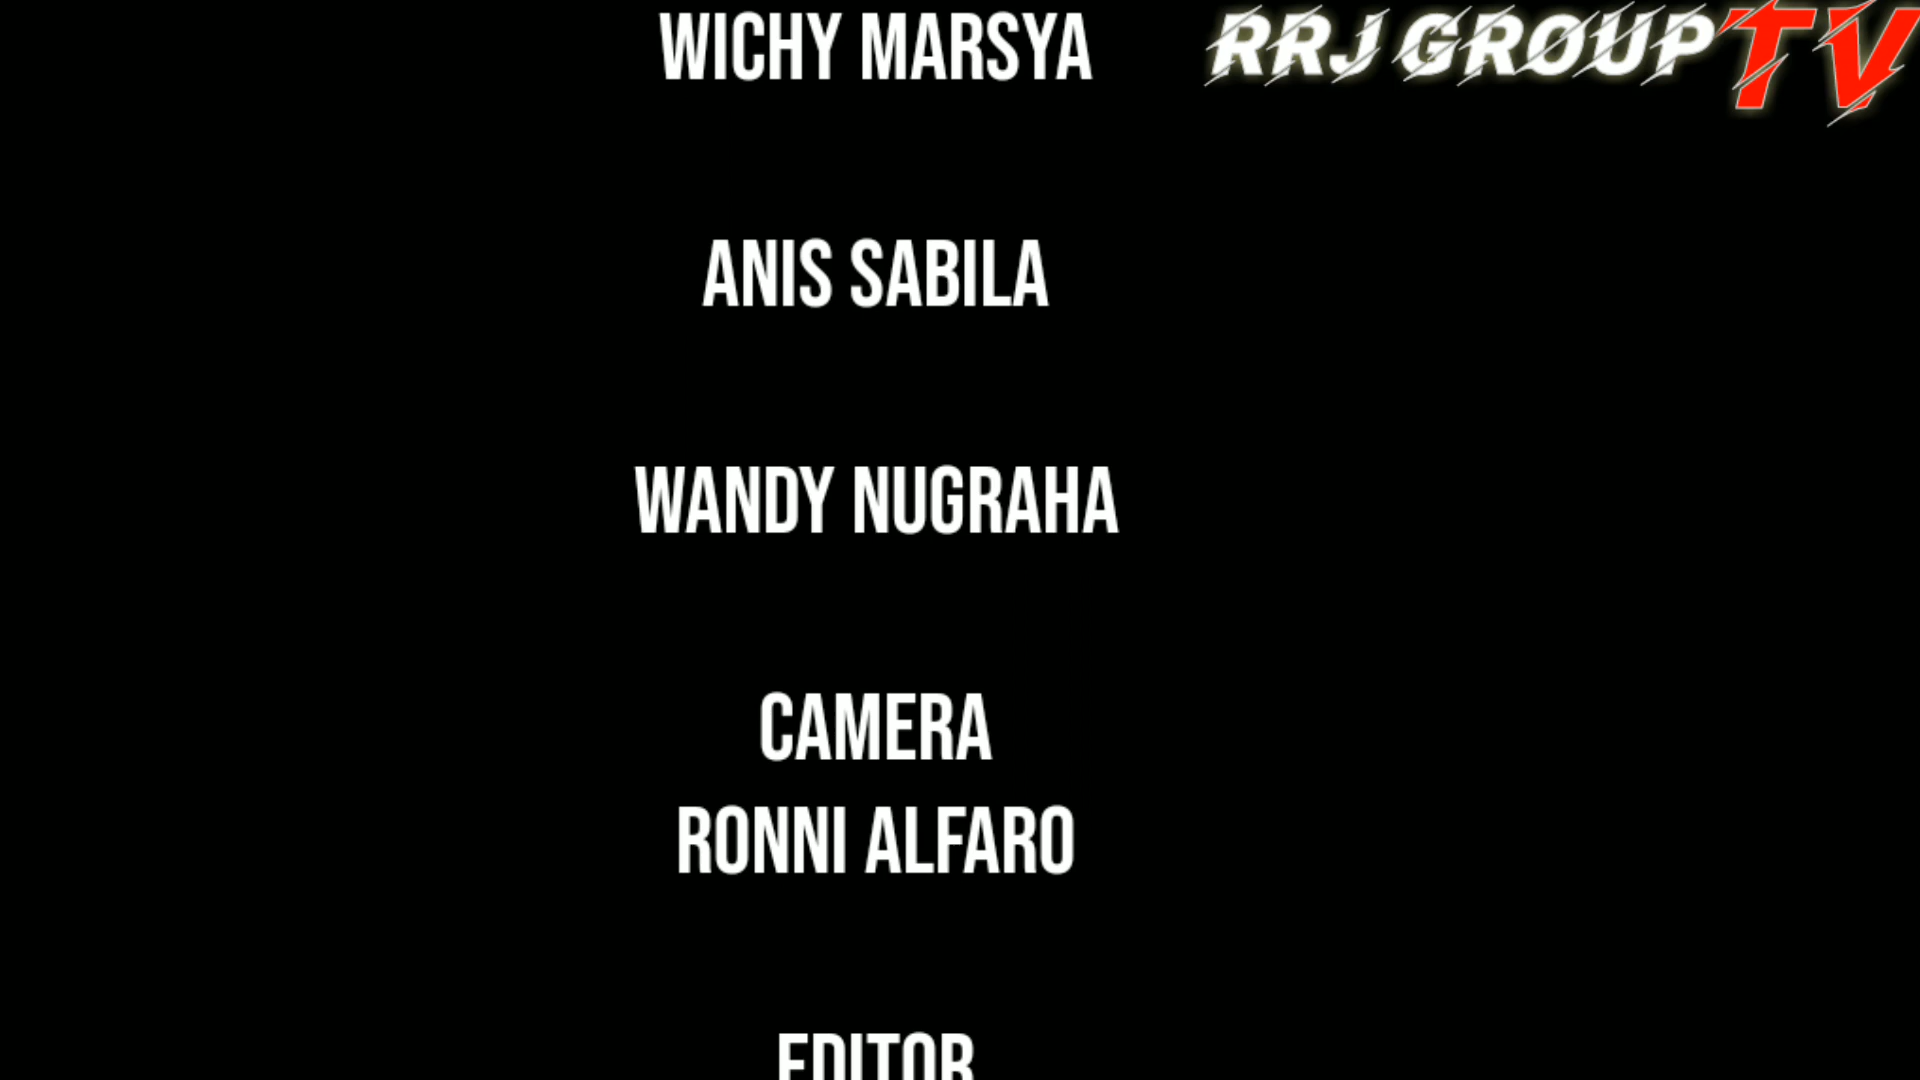 WICHY MARSYA
RRJ GROUP TV
ANIS SABILA
WANDY NUGRAHA
CAMERA
RONNI ALFARO
EDITOR